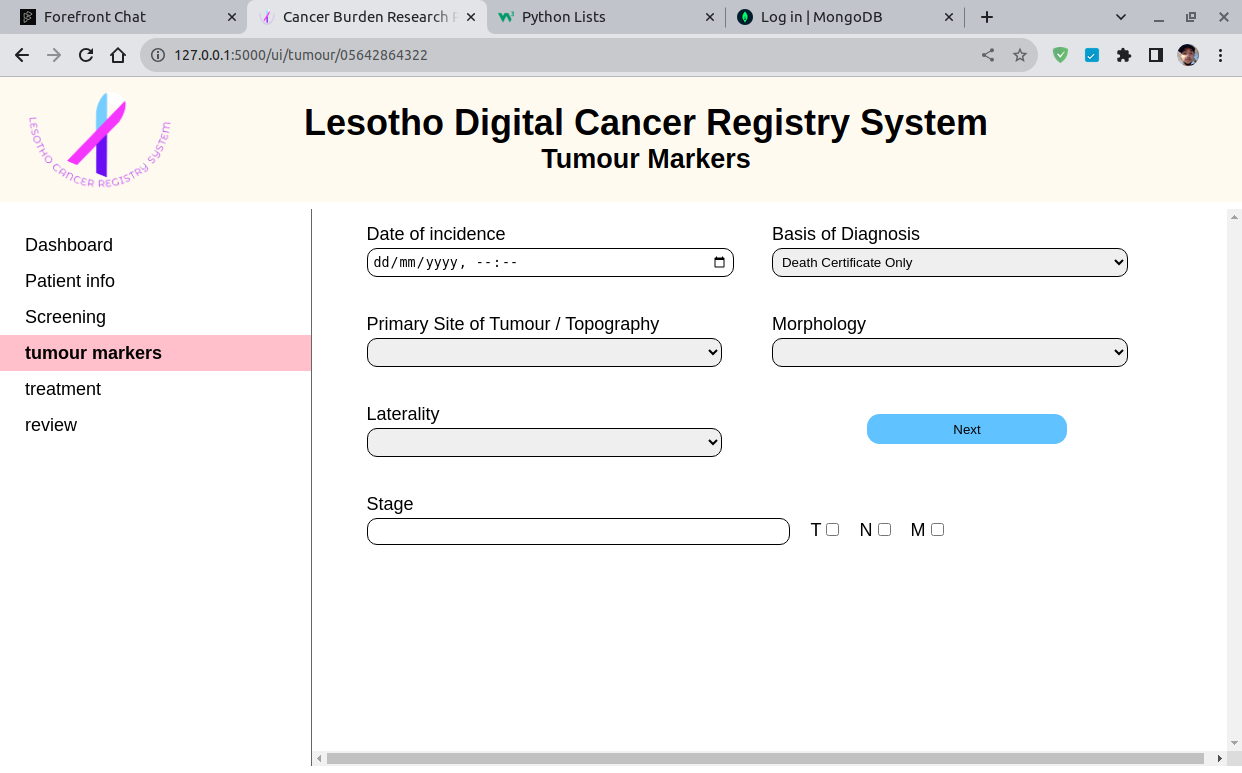 Forefront Chat
Cancer Burden Research
Python Lists
Log in | MongoDB
127.0.0.1:5000/ui/tumour/05642864322
LESOTHO CANCER REGISTRY SYSTEM
Lesotho Digital Cancer Registry System
Tumour Markers
Dashboard
Patient info
Screening
tumour markers
treatment
review
Date of incidence
Basis of Diagnosis
dd/mm/yyyy, --:--
Death Certificate Only
Primary Site of Tumour / Topography
Morphology
Laterality
Next
Stage
T N M